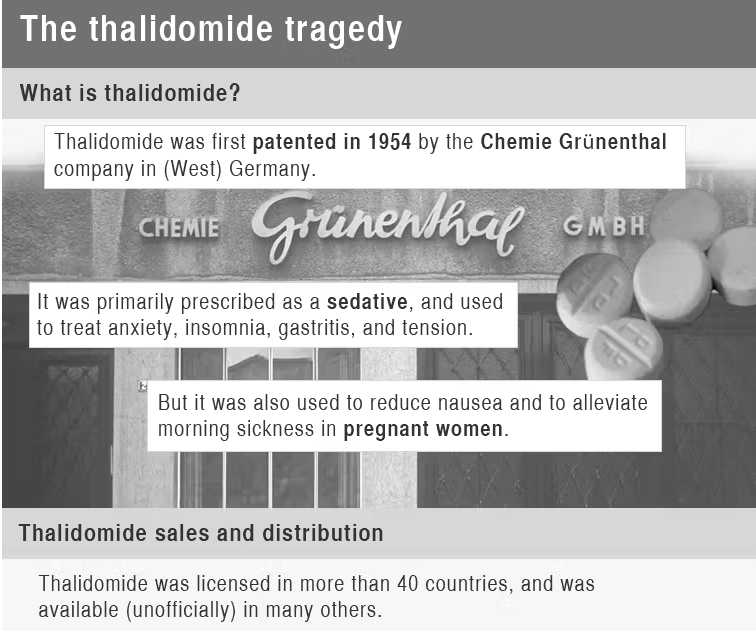 The thalidomide tragedy
What is thalidomide?
Thalidomide was first patented in 1954 by the Chemie Grünenthal
company in (West) Germany.
CHEMIE Grünenthal GMBH
It was primarily prescribed as a sedative, and used
to treat anxiety, insomnia, gastritis, and tension.
But it was also used to reduce nausea and to alleviate
morning sickness in pregnant women.
Thalidomide sales and distribution
Thalidomide was licensed in more than 40 countries, and was
available (unofficially) in many others.